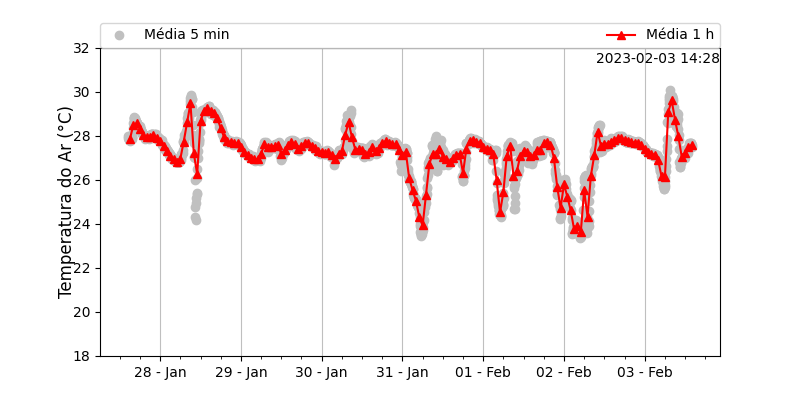 Média 5 min
Média 1 h
2023-02-03 14:28
Temperatura do Ar (°C)
32
30
28
26
24
22
20
18
28 - Jan
29 - Jan
30 - Jan
31 - Jan
01 - Feb
02 - Feb
03 - Feb